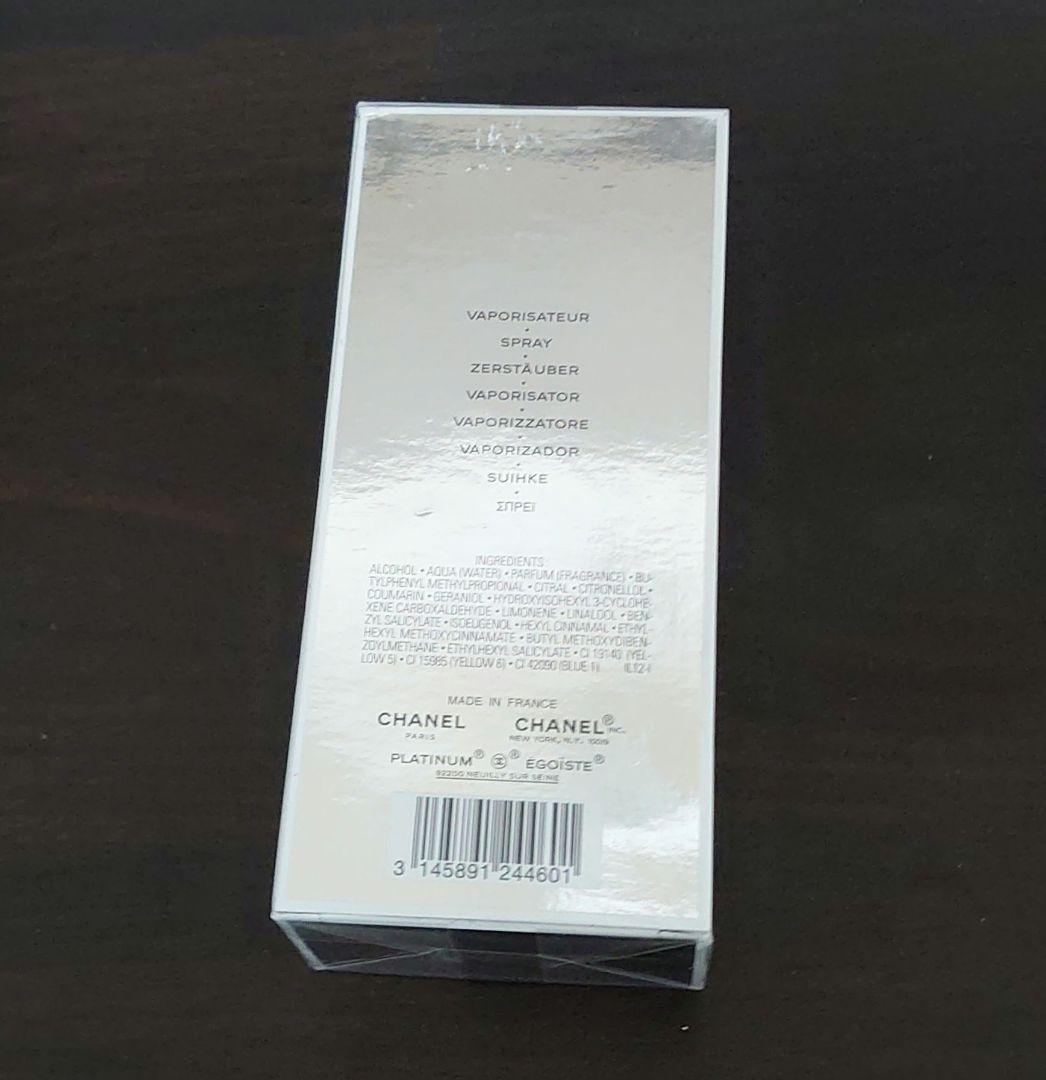 VAPORISATEUR
•
SPRAY
•
ZERSTÄUBER
•
VAPORISATOR
•
VAPORIZZATORE
•
VAPORIZADOR
•
SUIHKE
•
ΣΠΡΕΪ
INGREDIENTS:
ALCOHOL • AQUA (WATER) • PARFUM (FRAGRANCE) • BU-
TYLPHENYL METHYLPROPIONAL • CITRAL • CITRONELLOL •
COUMARIN • GERANIOL • HYDROXYISOHEXYL 3-CYCLOHE-
XENE CARBOXALDEHYDE • LIMONENE • LINALOOL • BEN-
ZYL SALICYLATE • ISOEUGENOL • HEXYL CINNAMAL • ETHYL-
HEXYL METHOXYCINNAMATE • BUTYL METHOXYDIBEN-
ZOYLMETHANE • ETHYLHEXYL SALICYLATE • CI 19140 (YEL-
LOW 5) • CI 15985 (YELLOW 6) • CI 42090 (BLUE 1)
MADE IN FRANCE
CHANEL CHANEL® INC.
PARIS NEW YORK, N.Y. 10019
PLATINUM® ® ÉGOÏSTE®
92200 NEUILLY SUR SEINE
3 145891 244601